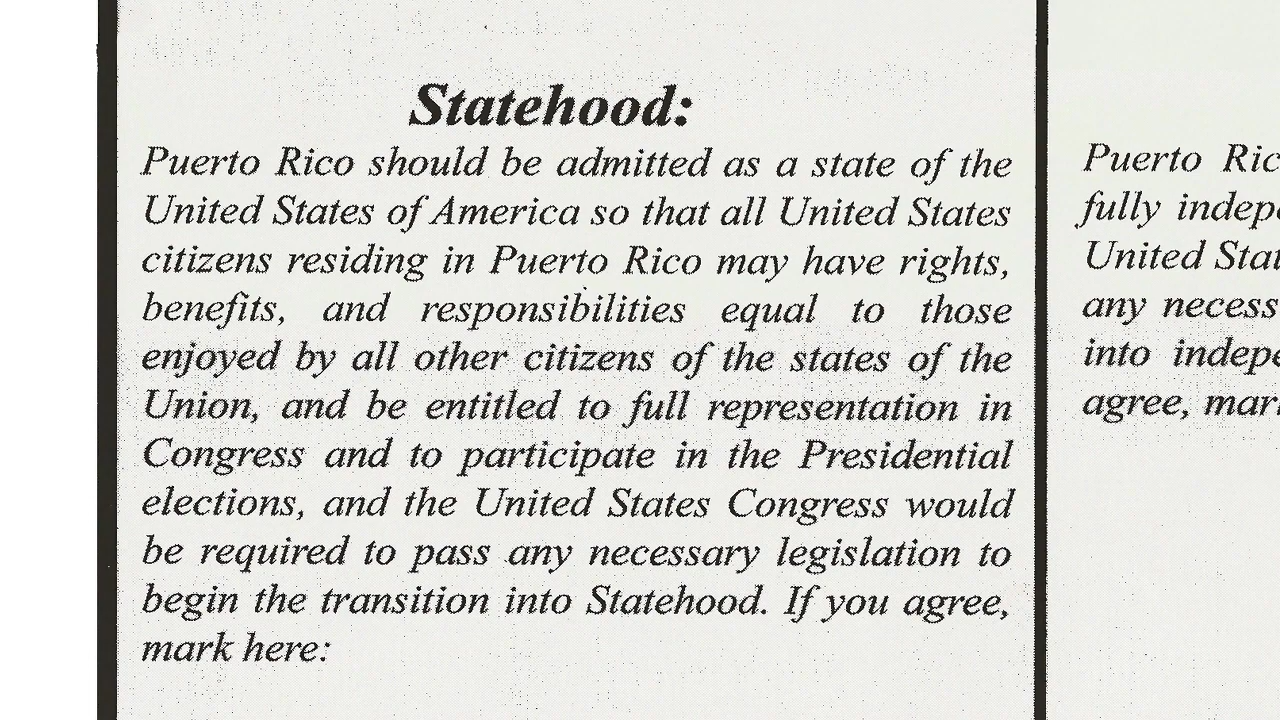 Statehood:
Puerto Rico should be admitted as a state of the
United States of America so that all United States
citizens residing in Puerto Rico may have rights,
benefits, and responsibilities equal to those
enjoyed by all other citizens of the states of the
Union, and be entitled to full representation in
Congress and to participate in the Presidential
elections, and the United States Congress would
be required to pass any necessary legislation to
begin the transition into Statehood. If you agree,
mark here:
Puerto
fully
United
any
into
agree,